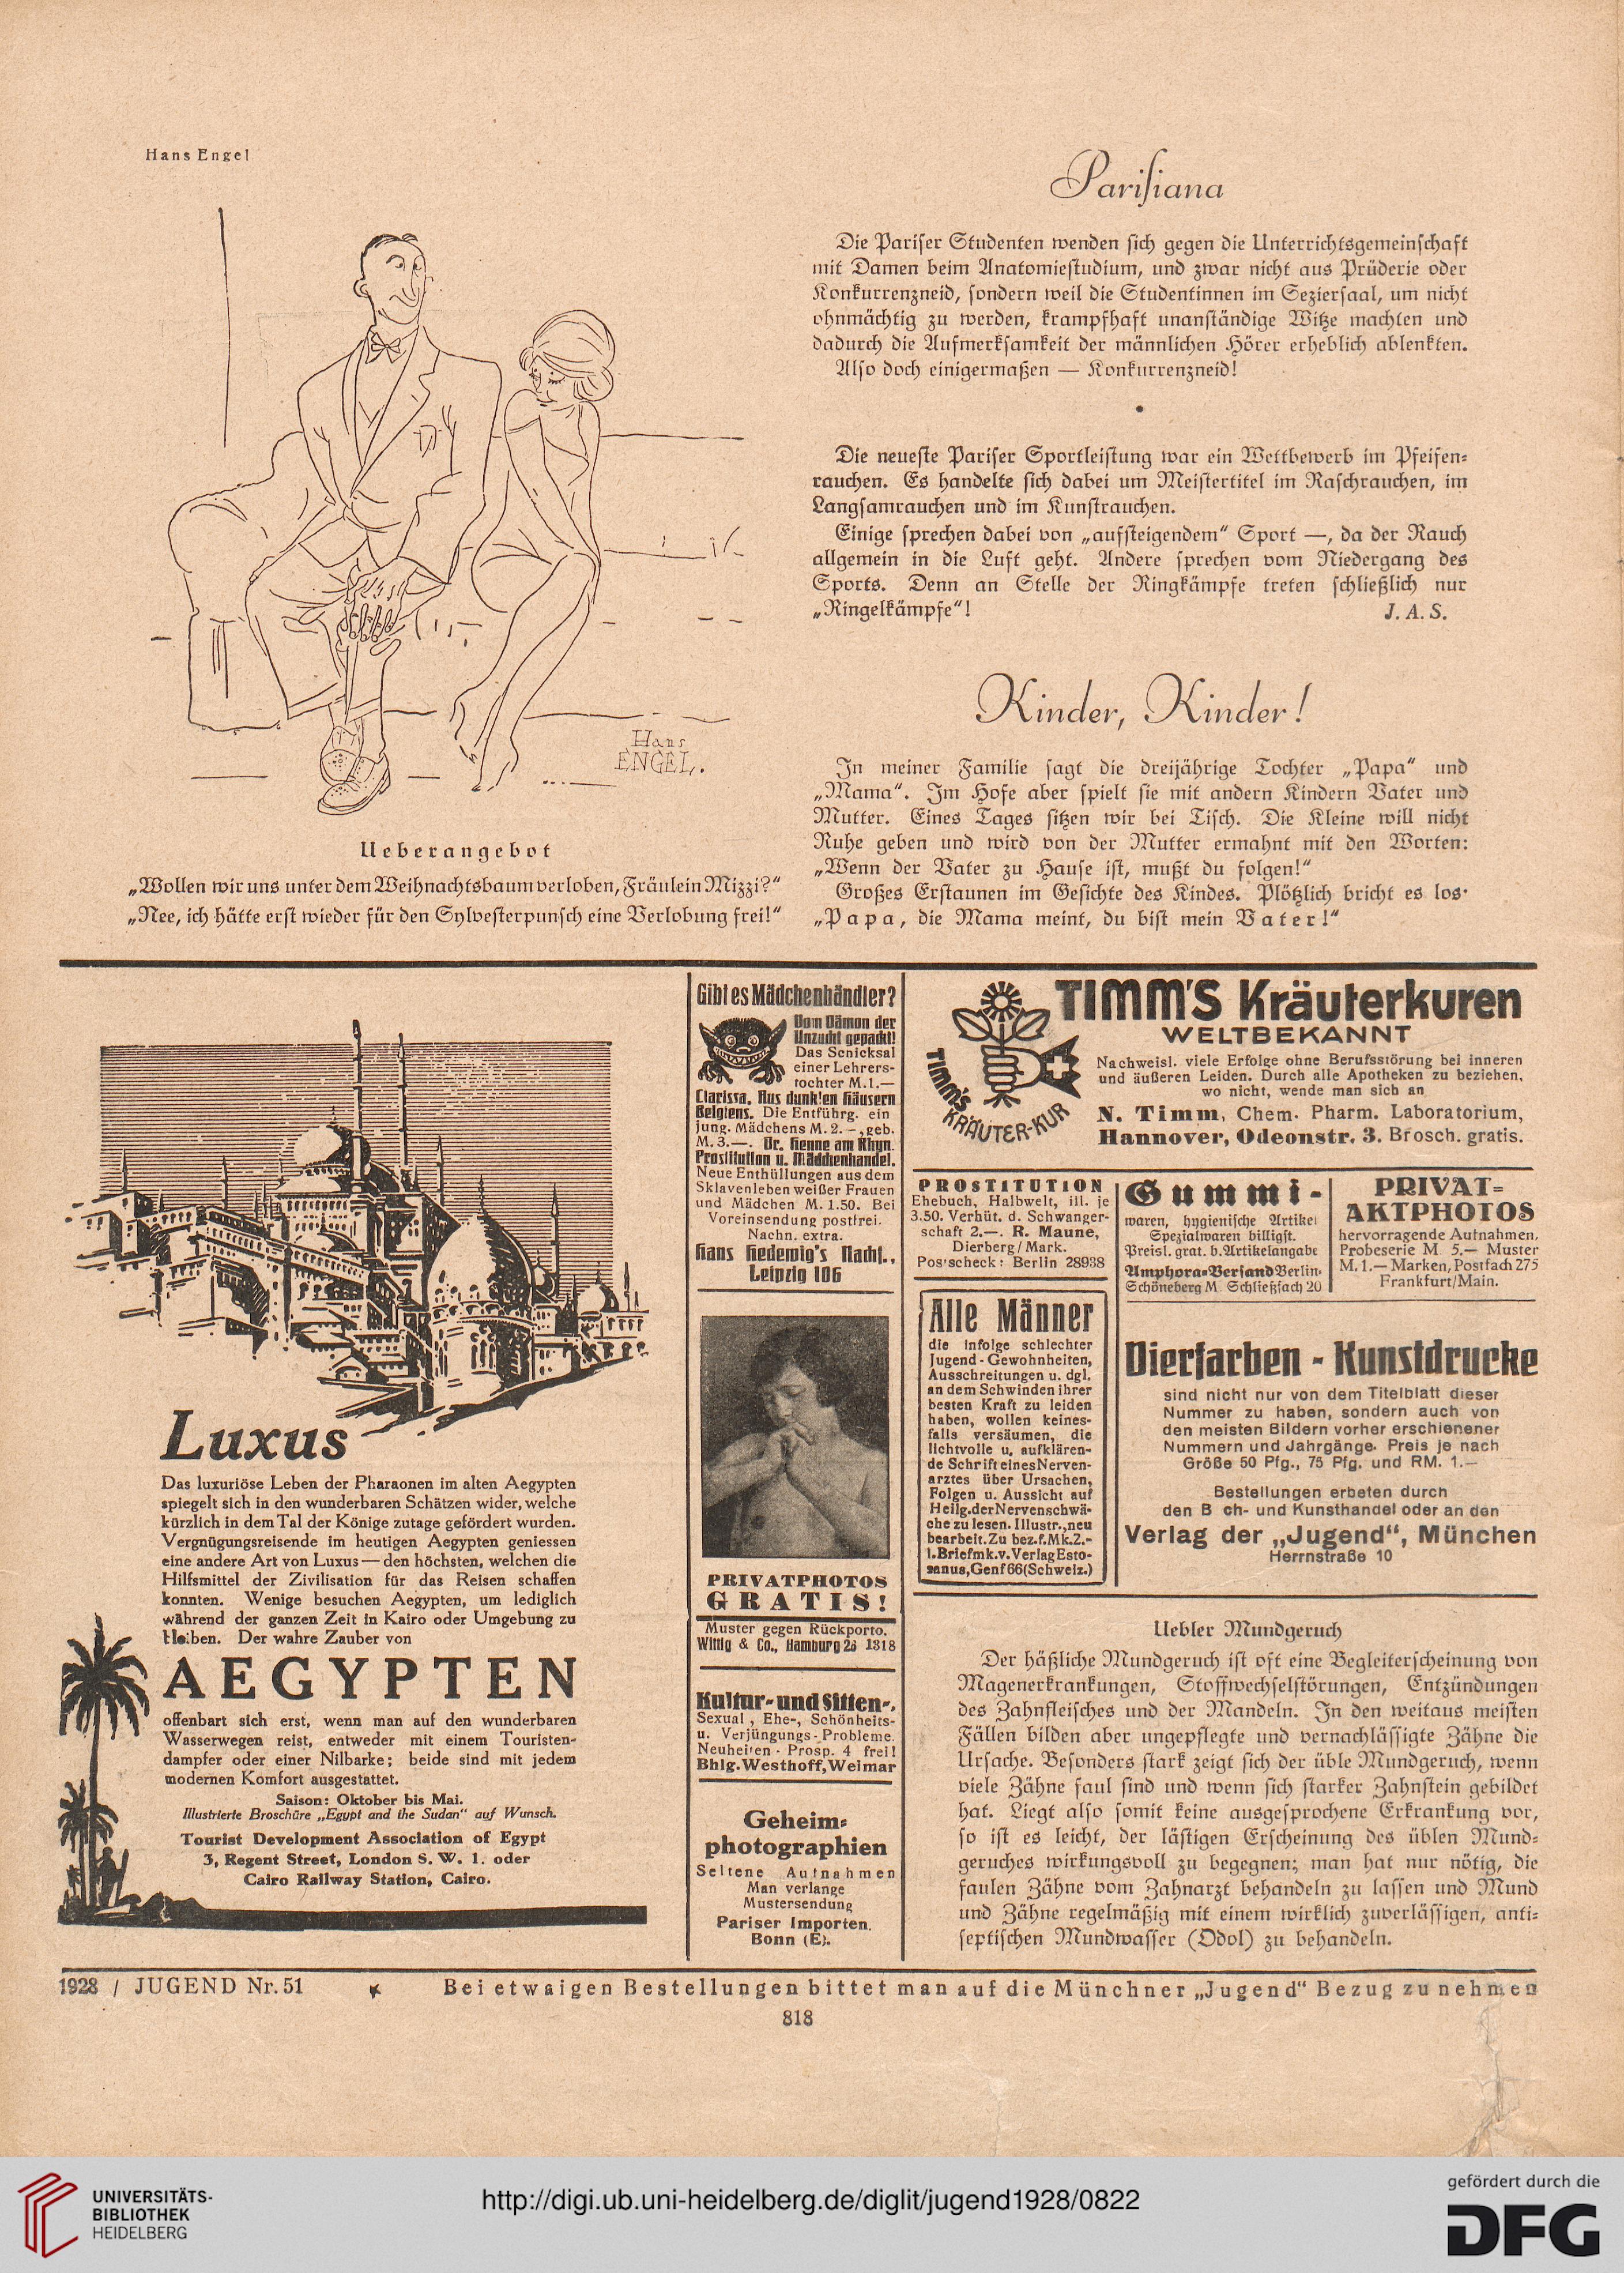 Hans Engel
Hans
ENGEL.
Ueberangebot
„Wollen wir uns unter dem Weihnachtsbaum verloben, Fräulein Mizzi?“
„Nee, ich hätte erst wieder für den Sylvesterpunsch eine Verlobung frei!“
Parisiana
Die Pariser Studenten wenden sich gegen die Unterrichtsgemeinschaft
mit Damen beim Anatomiestudium, und zwar nicht aus Prüderie oder
Konkurrenzneid, sondern weil die Studentinnen im Seziersaal, um nicht
ohnmächtig zu werden, krampfhaft unanständige Witze machten und
dadurch die Aufmerksamkeit der männlichen Hörer erheblich ablenkten.
Also doch einigermaßen — Konkurrenzneid!
•
Die neueste Pariser Sportleistung war ein Wettbewerb im Pfeifen-
rauchen. Es handelte sich dabei um Meistertitel im Raschrauchen, im
Langsamrauchen und im Kunstrauchen.
Einige sprechen dabei von „aufsteigendem“ Sport —, da der Rauch
allgemein in die Luft geht. Andere sprechen vom Niedergang des
Sports. Denn an Stelle der Ringkämpfe treten schließlich nur
„Ringelkämpfe“! J. A. S.
Kinder, Kinder!
In meiner Familie sagt die dreijährige Tochter „Papa“ und
„Mama“. Im Hofe aber spielt sie mit andern Kindern Vater und
Mutter. Eines Tages sitzen wir bei Tisch. Die Kleine will nicht
Ruhe geben und wird von der Mutter ermahnt mit den Worten:
„Wenn der Vater zu Hause ist, mußt du folgen!“
Großes Erstaunen im Gesichte des Kindes. Plötzlich bricht es los·
„Papa, die Mama meint, du bist mein Vater!“
Luxus
Das luxuriöse Leben der Pharaonen im alten Aegypten
spiegelt sich in den wunderbaren Schätzen wider, welche
kürzlich in dem Tal der Könige zutage gefördert wurden.
Vergnügungsreisende im heutigen Aegypten geniessen
eine andere Art von Luxus — den höchsten, welchen die
Hilfsmittel der Zivilisation für das Reisen schaffen
konnten. Wenige besuchen Aegypten, um lediglich
während der ganzen Zeit in Kairo oder Umgebung zu
bleiben. Der wahre Zauber von
AEGYPTEN
offenbart sich erst, wenn man auf den wunderbaren
Wasserwegen reist, entweder mit einem Touristen-
dampfer oder einer Nilbarke; beide sind mit jedem
modernen Komfort ausgestattet.
Saison: Oktober bis Mai.
Illustrierte Broschüre „Egypt and the Sudan“ auf Wunsch.
Tourist Development Association of Egypt
3, Regent Street, London S. W. 1. oder
Cairo Railway Station, Cairo.
Gibt es Mädchenhändler?
Vom Dämon der
Unzucht gepackt!
Das Schicksal
einer Lehrers-
tochter M.1.—
Clarissa. Aus dunk'en Häusern
Belgiens. Die Entführg. ein
jung. Mädchens M. 2.–, geb.
M. 3.—. Dr. Henne am Rhyn.
Prostitution u. Mädchenhandel.
Neue Enthüllungen aus dem
Sklavenleben weißer Frauen
und Mädchen M. 1.50. Bei
Voreinsendung postfrei.
Nachn. extra.
Hans Hedewig's Nachf.,
Leipzig 106
PRIVATPHOTOS
GRATIS!
Muster gegen Rückporto.
Wittig & Co., Hamburg 26 1318
Kultur- und Sitten-,
Sexual, Ehe-, Schönheits-
u. Verjüngungs-Probleme.
Neuheiten - Prosp. 4 frei!
Bhlg. Westhoff, Weimar
Geheim-
photographien
Seltene Aufnahmen
Man verlange
Mustersendung
Pariser Importen,
Bonn (E).
TIMM'S Kräuterkuren
WELTBEKANNT
Nachweisl. viele Erfolge ohne Berufsstörung bei inneren
und äußeren Leiden. Durch alle Apotheken zu beziehen,
wo nicht, wende man sich an
N. Timm, Chem. Pharm. Laboratorium,
Hannover, Odeonstr. 3. Brosch. gratis.
TIMM'S
KRÄUTER-KUR
PROSTITUTION
Ehebuch, Halbwelt, ill. je
3.50. Verhüt. d. Schwanger-
schaft 2.—. R. Maune,
Dierberg / Mark.
Pos'scheck: Berlin 28938
Gummi-
waren, hygienische Artikel
Spezialwaren billigst.
Preisl. grat. b. Artikelangabe
Amphora-Versand Berlin-
Schöneberg M Schließfach 20
PRIVAT-
AKTPHOTOS
hervorragende Aufnahmen.
Probeserie M 5.— Muster
M. 1.— Marken, Postfach 275
Frankfurt/Main.
Alle Männer
die infolge schlechter
Jugend-Gewohnheiten,
Ausschreitungen u. dgl.
an dem Schwinden ihrer
besten Kraft zu leiden
haben, wollen keines-
falls versäumen, die
lichtvolle u. aufklären-
de Schrift eines Nerven-
arztes über Ursachen,
Folgen u. Aussicht auf
Heilg. der Nervenschwä-
che zu lesen. Illustr., neu
bearbeit. Zu bez. f. Mk. 2.-
i. Briefmk. v. Verlag Esto-
sanus, Genf 66 (Schweiz.)
Vierfarben - Kunstdrucke
sind nicht nur von dem Titelblatt dieser
Nummer zu haben, sondern auch von
den meisten Bildern vorher erschienener
Nummern und Jahrgänge. Preis je nach
Größe 50 Pfg., 75 Pfg. und RM. 1.—
Bestellungen erbeten durch
den B ch- und Kunsthandel oder an den
Verlag der „Jugend“, München
Herrnstraße 10
Uebler Mundgeruch
Der häßliche Mundgeruch ist oft eine Begleiterscheinung von
Magenerkrankungen, Stoffwechselstörungen, Entzündungen
des Zahnfleisches und der Mandeln. In den weitaus meisten
Fällen bilden aber ungepflegte und vernachlässigte Zähne die
Ursache. Besonders stark zeigt sich der üble Mundgeruch, wenn
viele Zähne faul sind und wenn sich starker Zahnstein gebildet
hat. Liegt also somit keine ausgesprochene Erkrankung vor,
so ist es leicht, der lästigen Erscheinung des üblen Mund-
geruches wirkungsvoll zu begegnen; man hat nur nötig, die
faulen Zähne vom Zahnarzt behandeln zu lassen und Mund
und Zähne regelmäßig mit einem wirklich zuverlässigen, anti-
septischen Mundwasser (Odol) zu behandeln.
1928 / JUGEND Nr. 51
Bei etwaigen Bestellungen bittet man auf die Münchner „Jugend“ Bezug zu nehmen
818
UNIVERSITÄTS-
BIBLIOTHEK
HEIDELBERG
http://digi.ub.uni-heidelberg.de/diglit/jugend1928/0822
gefördert durch die
DFG